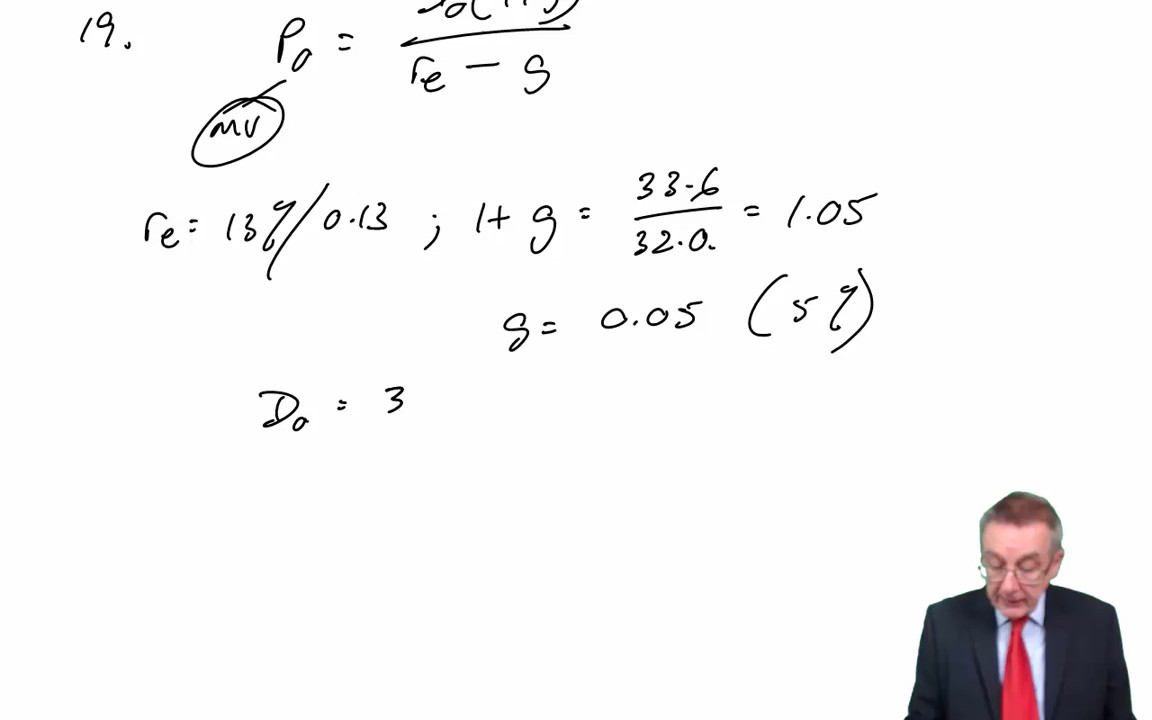 19. P₀ = D₀(1+g) / re − g
MV
re = 13%/0.13 ; 1+ g = 33.6 / 32.0. = 1.05
g = 0.05 (5%)
D₀ = 3